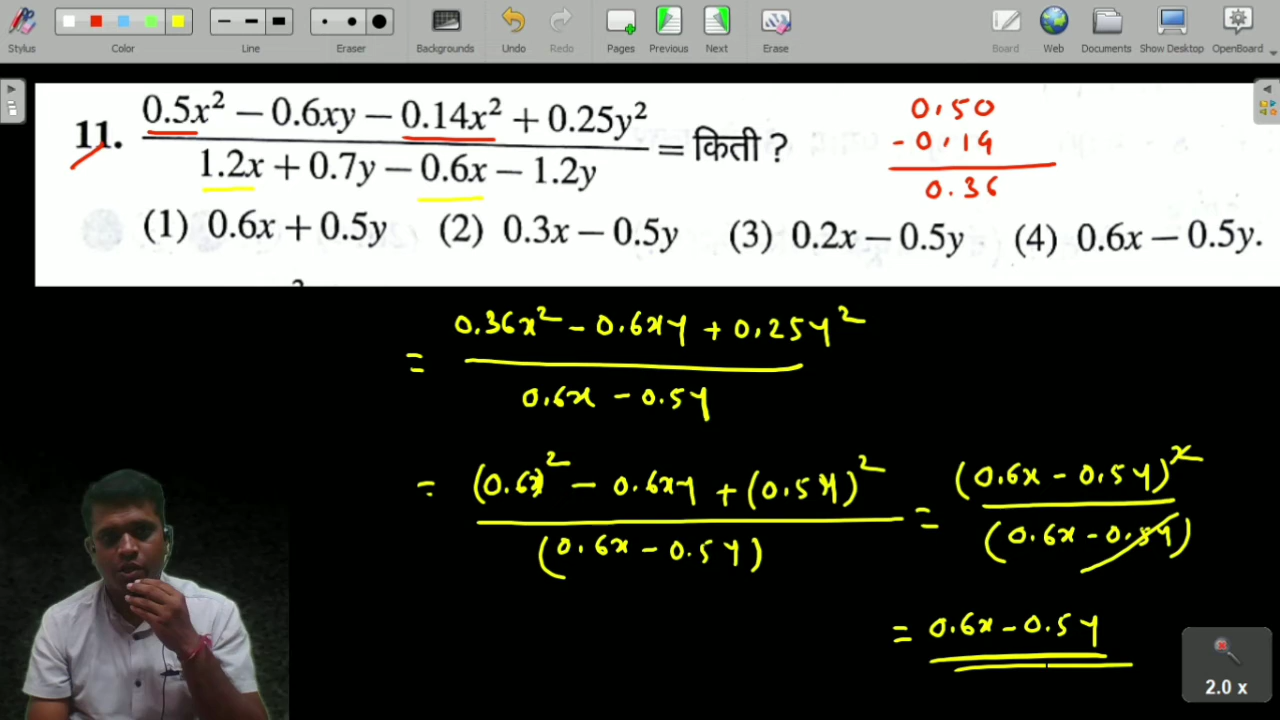 Stylus Color Line Eraser Backgrounds Undo Redo Pages Previous Next Erase Board Web Documents Show Desktop OpenBoard
11. 0.5x² – 0.6xy – 0.14x² + 0.25y² / 1.2x + 0.7y – 0.6x – 1.2y = किती ?
(1) 0.6x + 0.5y (2) 0.3x – 0.5y (3) 0.2x – 0.5y (4) 0.6x – 0.5y.
0.50
- 0.14
0.36
= 0.36x² - 0.6xy + 0.25y² / 0.6x - 0.5y
= (0.6x)² - 0.6xy + (0.5y)² / (0.6x - 0.5y) = (0.6x - 0.5y)² / (0.6x - 0.5y)
= 0.6x - 0.5y
2.0 x